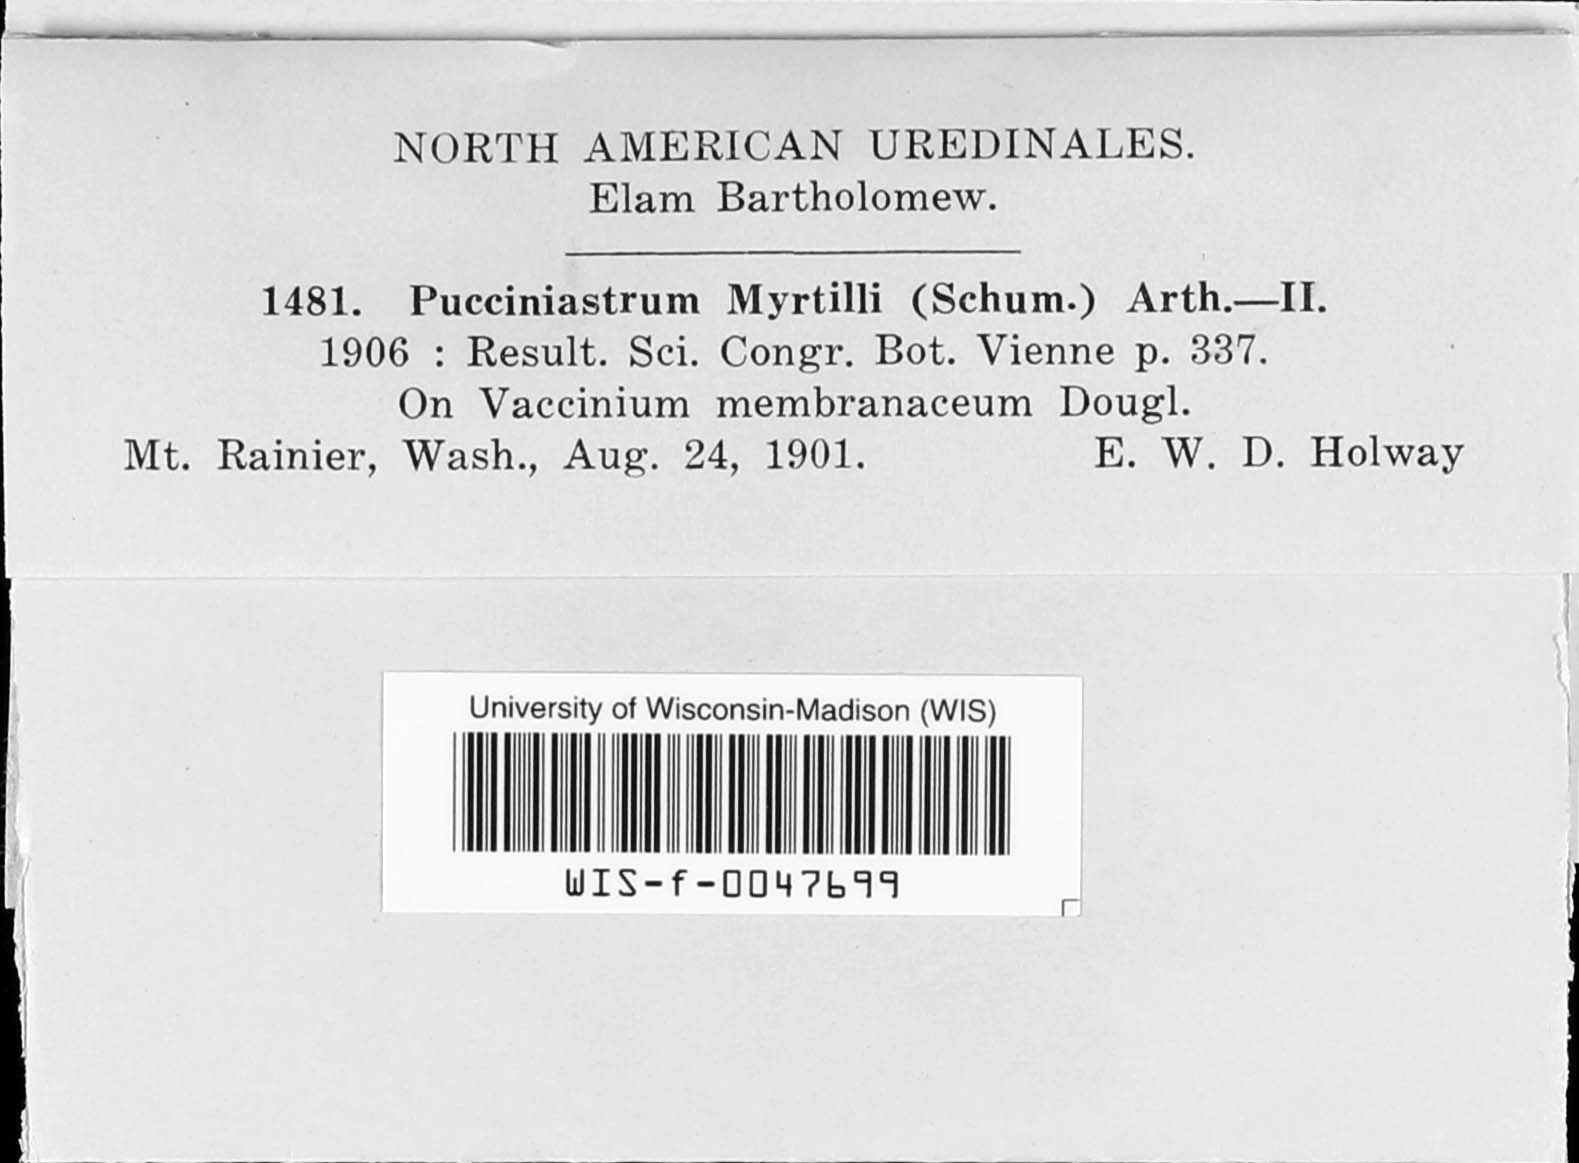 NORTH AMERICAN UREDINALES.
Elam Bartholomew.
1481. Pucciniastrum Myrtilli (Schum.) Arth.—II.
1906 : Result. Sci. Congr. Bot. Vienne p. 337.
On Vaccinium membranaceum Dougl.
Mt. Rainier, Wash., Aug. 24, 1901. E. W. D. Holway
University of Wisconsin-Madison (WIS)
WIS-f-0047699